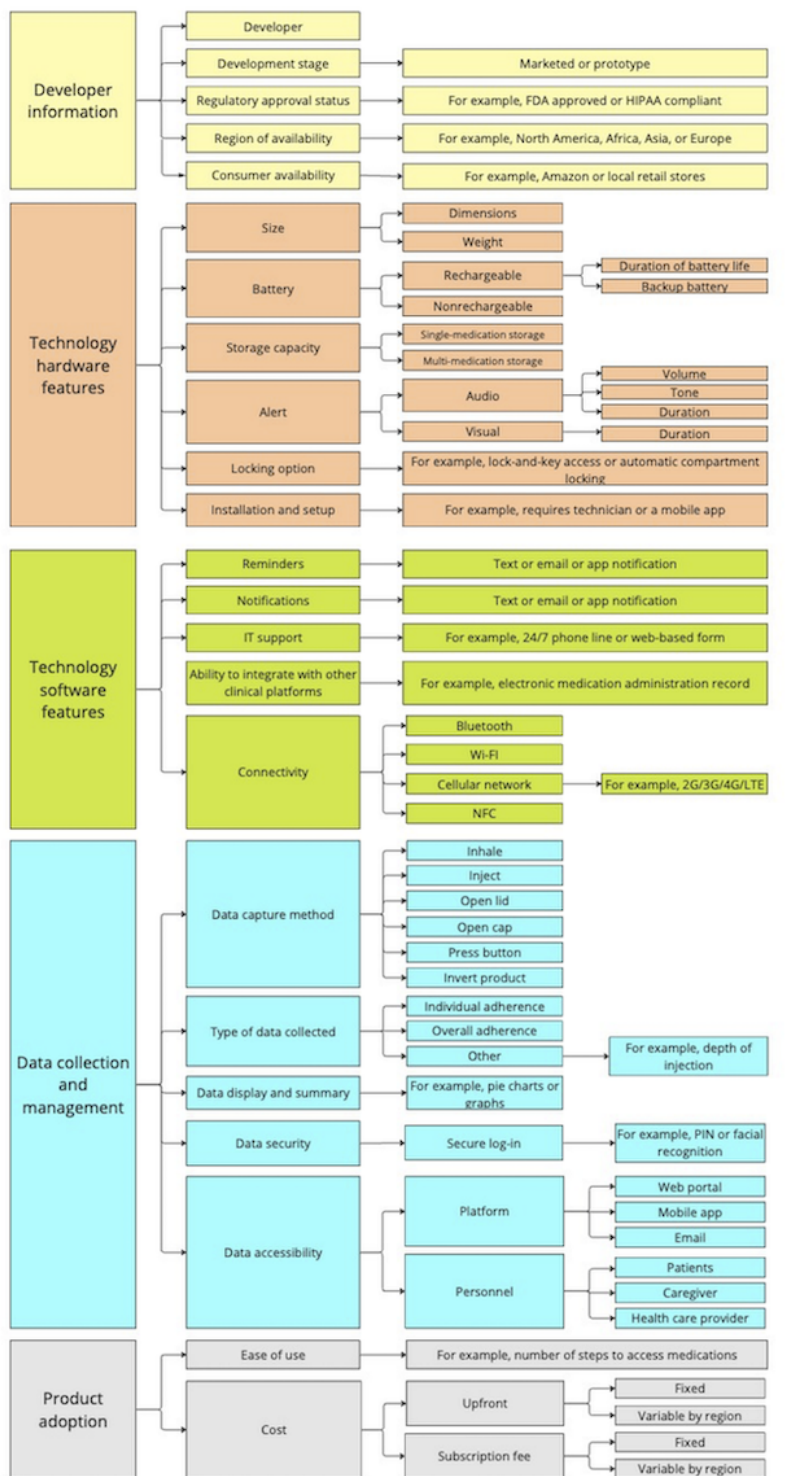 Developer
information
Developer
Development stage
Marketed or prototype
Regulatory approval status
For example, FDA approved or HIPAA compliant
Region of availability
For example, North America, Africa, Asia, or Europe
Consumer availability
For example, Amazon or local retail stores
Technology
hardware
features
Size
Dimensions
Weight
Battery
Rechargeable
Duration of battery life
Backup battery
Nonrechargeable
Storage capacity
Single-medication storage
Multi-medication storage
Alert
Audio
Volume
Tone
Duration
Visual
Duration
Locking option
For example, lock-and-key access or automatic compartment
locking
Installation and setup
For example, requires technician or a mobile app
Technology
software
features
Reminders
Text or email or app notification
Notifications
Text or email or app notification
IT support
For example, 24/7 phone line or web-based form
Ability to integrate with other
clinical platforms
For example, electronic medication administration record
Connectivity
Bluetooth
Wi-FI
Cellular network
For example, 2G/3G/4G/LTE
NFC
Data collection
and
management
Data capture method
Inhale
Inject
Open lid
Open cap
Press button
Invert product
Type of data collected
Individual adherence
Overall adherence
Other
For example, depth of
injection
Data display and summary
For example, pie charts or
graphs
Data security
Secure log-in
For example, PIN or facial
recognition
Data accessibility
Platform
Web portal
Mobile app
Email
Personnel
Patients
Caregiver
Health care provider
Product
adoption
Ease of use
For example, number of steps to access medications
Cost
Upfront
Fixed
Variable by region
Subscription fee
Fixed
Variable by region